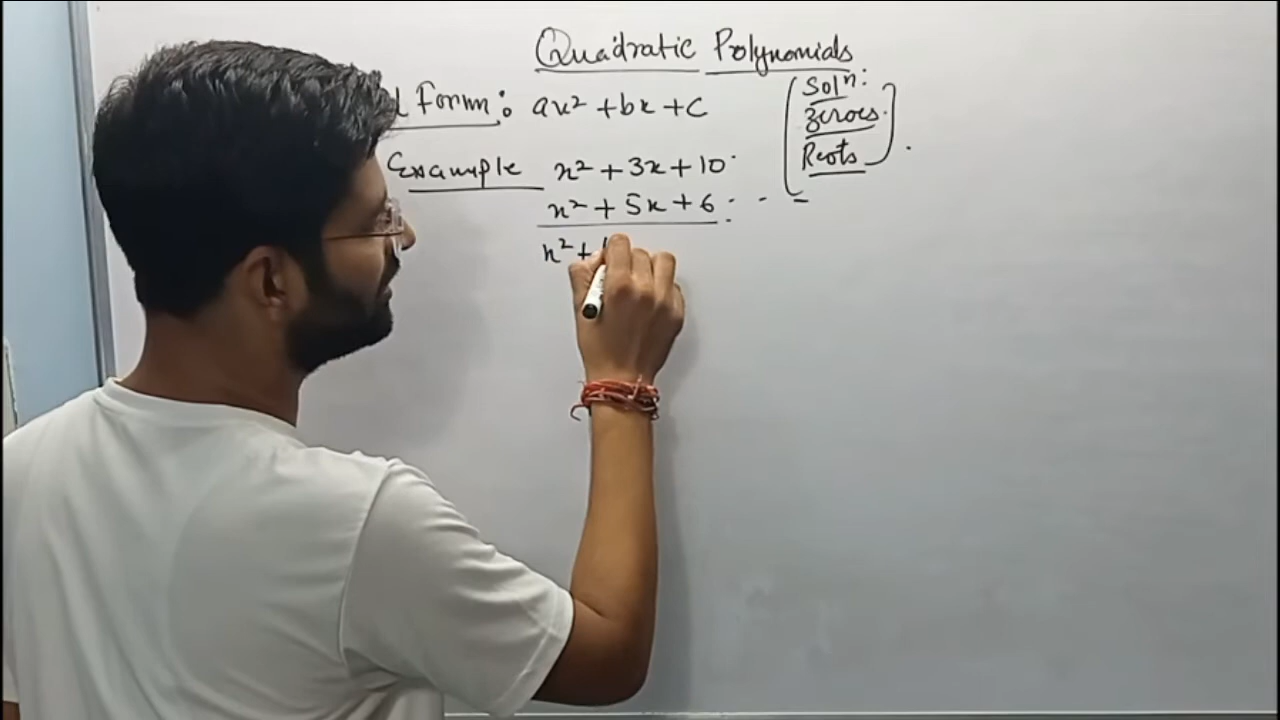 Quadratic Polynomials
Form: ax² + bx + c
(Solⁿ:
Zeroes.
Roots) .
Example x² + 3x + 10
x² + 5x + 6 : - -
x² +